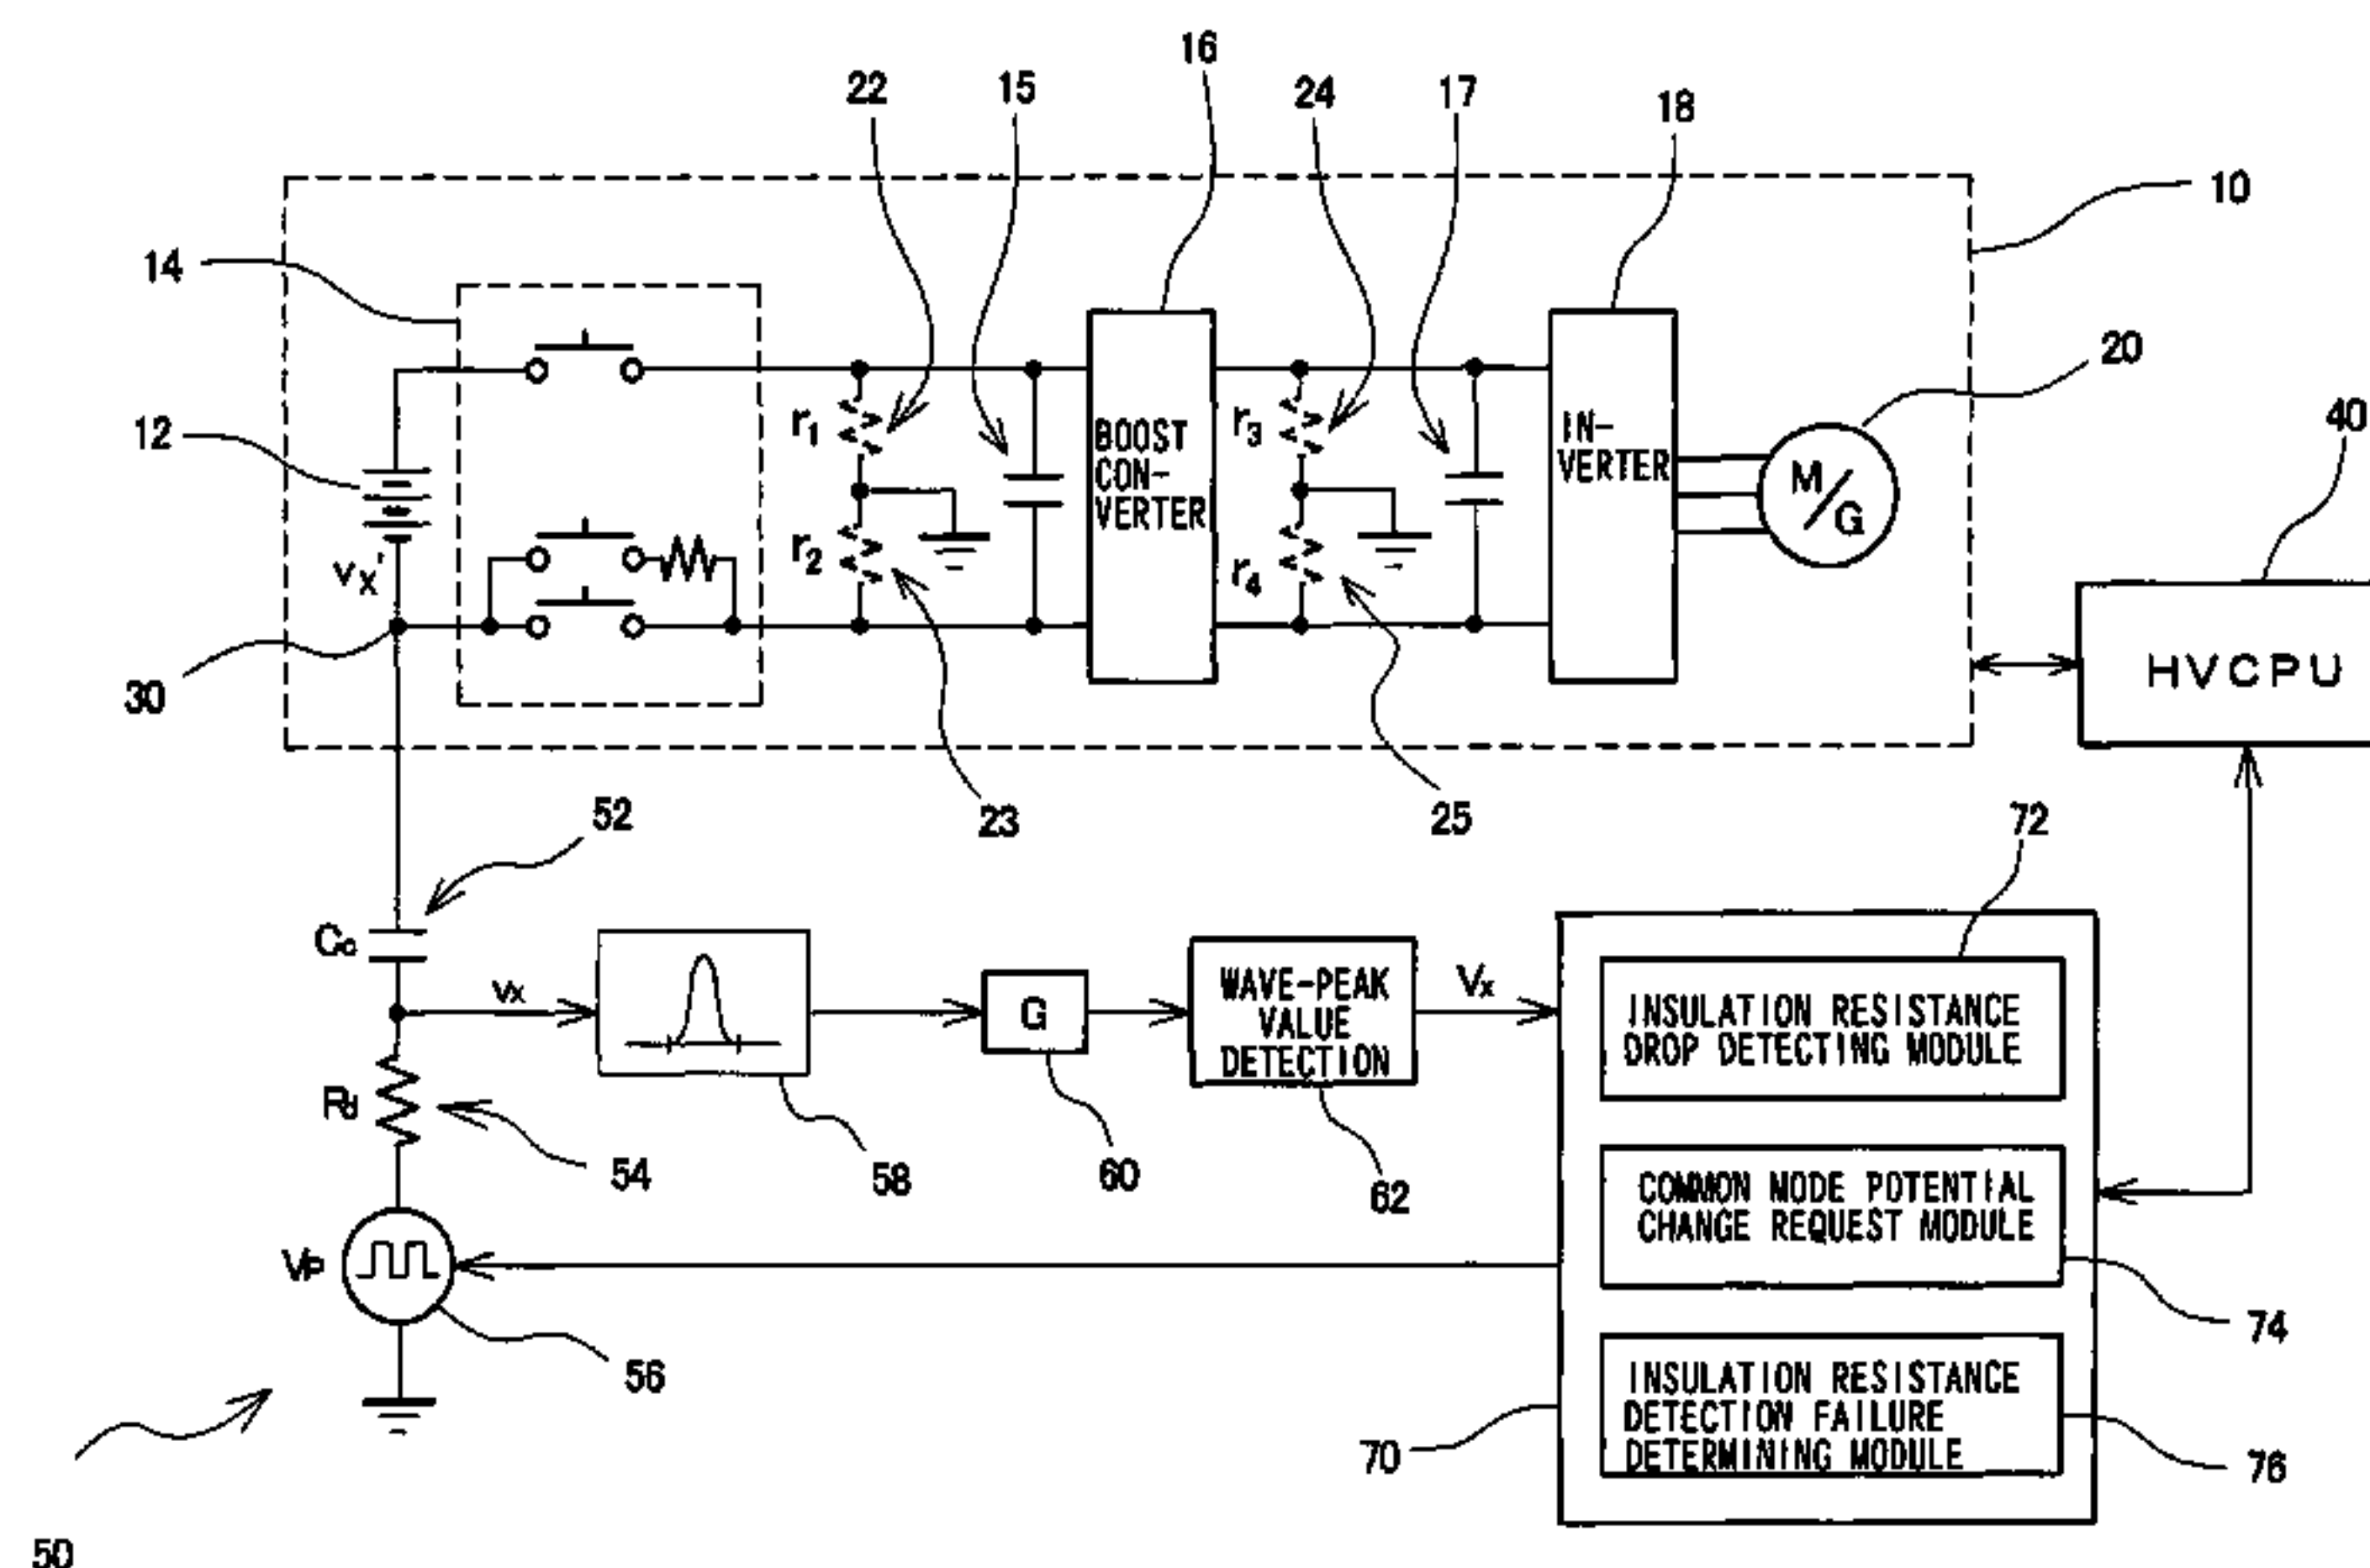 16
22
15
24
17
18
10
14
20
12
r1
r3
BOOST
CON-
VERTER
IN-
VERTER
M/G
40
r2
r4
vx'
HVCPU
30
23
25
52
72
Cd
vx
G
WAVE-PEAK
VALUE
DETECTION
Vx
INSULATION RESISTANCE
DROP DETECTING MODULE
Rd
54
58
60
62
COMMON MODE POTENTIAL
CHANGE REQUEST MODULE
VP
56
74
INSULATION RESISTANCE
DETECTION FAILURE
DETERMINING MODULE
70
76
50